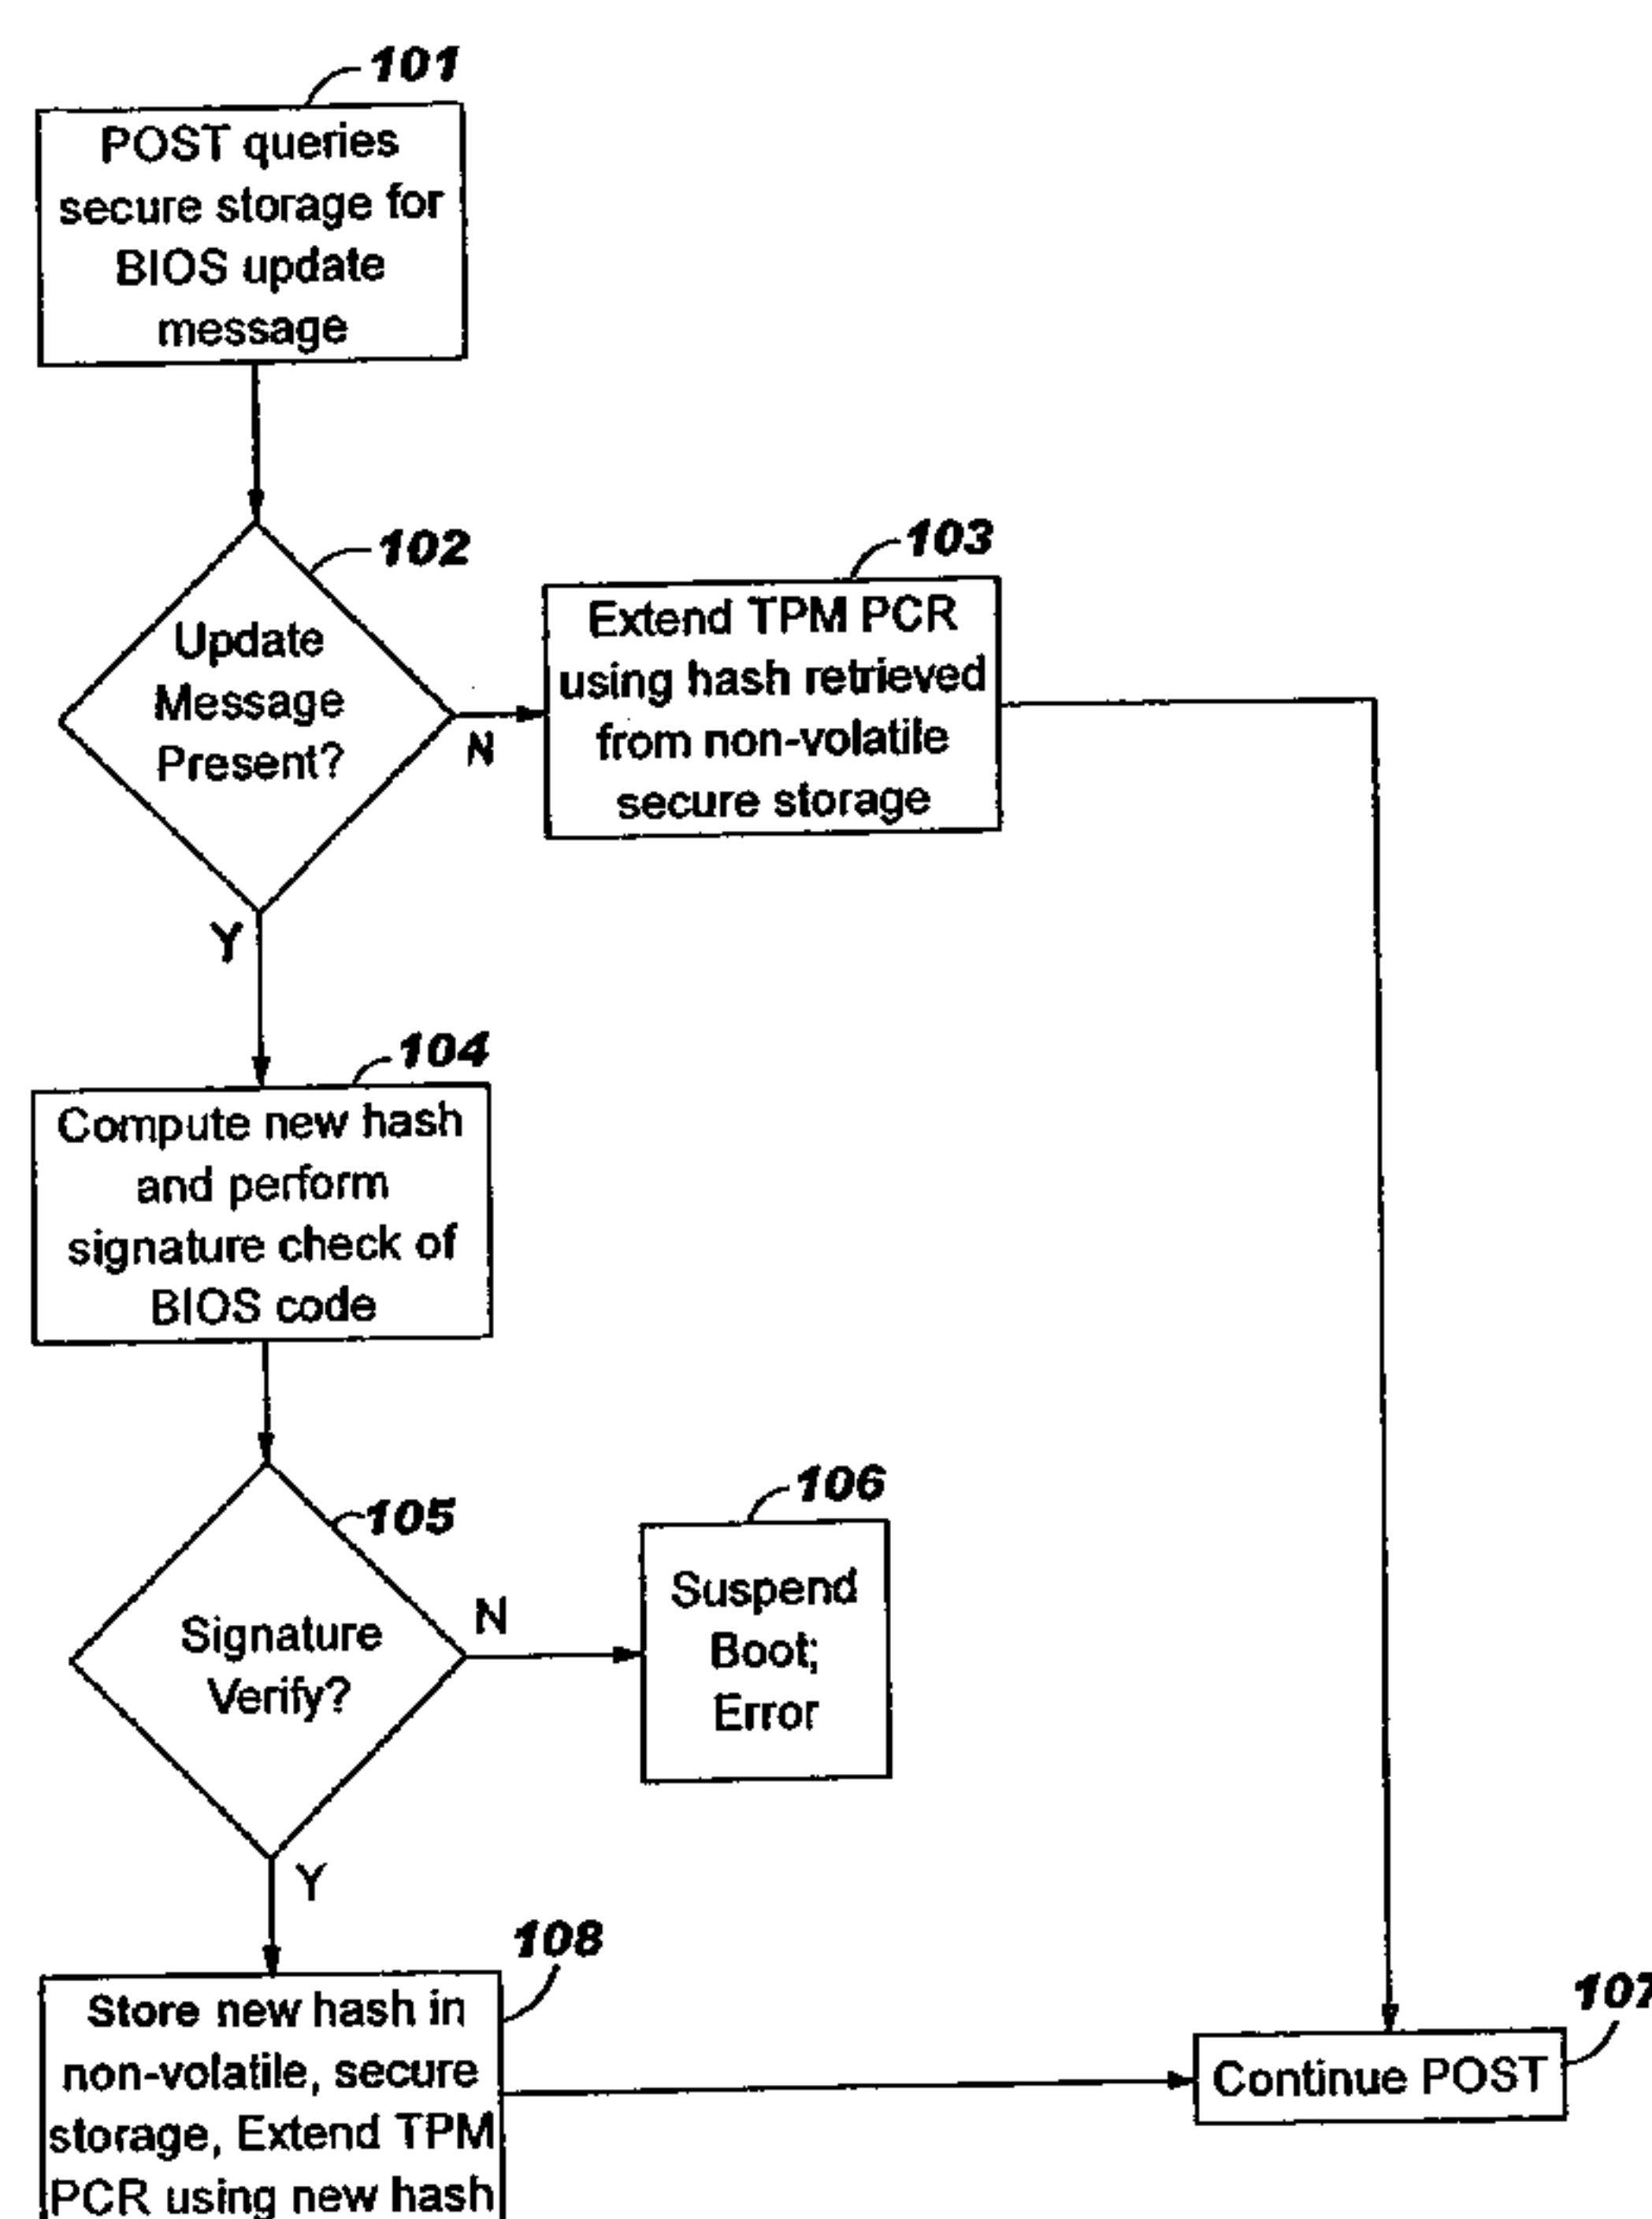 101
POST queries
secure storage for
BIOS update
message
102
Update
Message
Present?
N
Y
103
Extend TPM PCR
using hash retrieved
from non-volatile
secure storage
104
Compute new hash
and perform
signature check of
BIOS code
105
Signature
Verify?
N
Y
106
Suspend
Boot;
Error
108
Store new hash in
non-volatile, secure
storage, Extend TPM
PCR using new hash
107
Continue POST